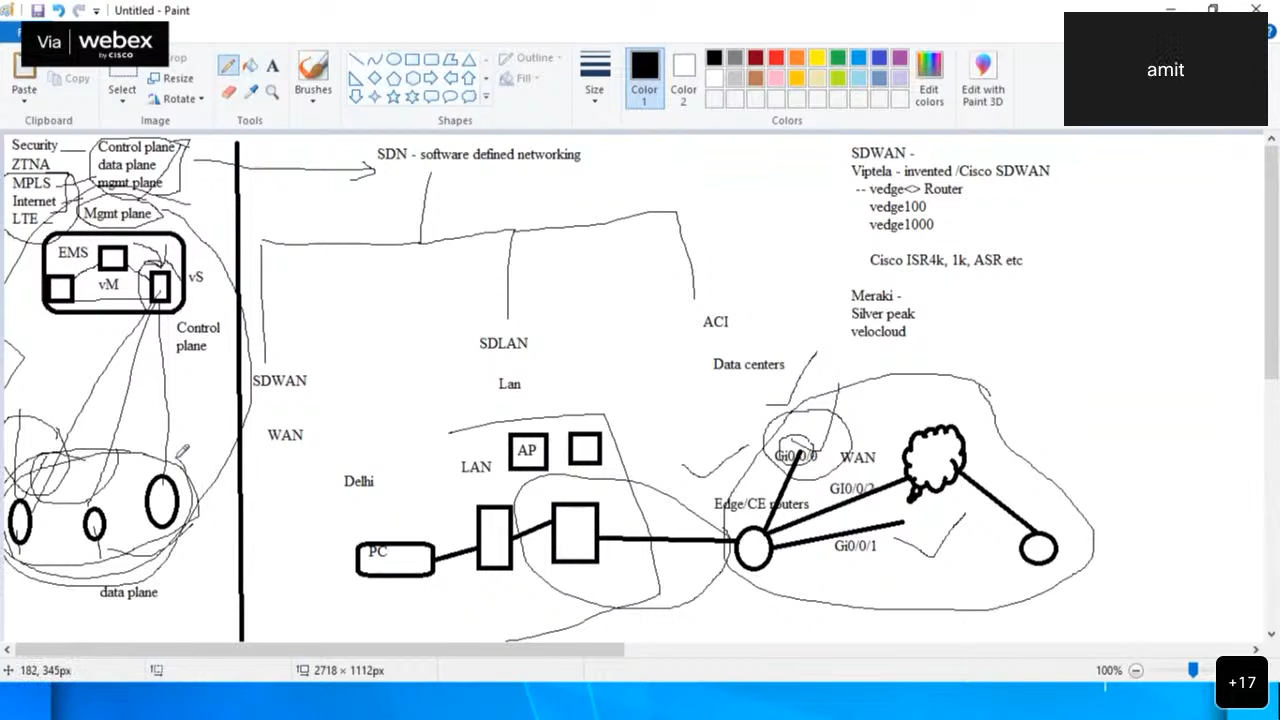 Untitled - Paint
Via webex
by CISCO
amit
Paste
Copy
Clipboard
Select
Resize
Rotate
Image
A
Tools
Brushes
Outline
Fill
Shapes
Size
Color 1
Color 2
Edit colors
Edit with Paint 3D
Colors
Security
ZTNA
MPLS
Internet
LTE
Control plane
data plane
mgmt plane
Mgmt plane
EMS
vM
vS
Control plane
data plane
SDN - software defined networking
SDWAN
WAN
SDLAN
Lan
ACI
Data centers
SDWAN -
Viptela - invented /Cisco SDWAN
-- vedge<> Router
vedge100
vedge1000
Cisco ISR4k, 1k, ASR etc
Meraki -
Silver peak
velocloud
Delhi
LAN
AP
PC
Edge/CE routers
Gi0/0/0
WAN
GI0/0/2
Gi0/0/1
182, 345px
2718 × 1112px
100%
+17